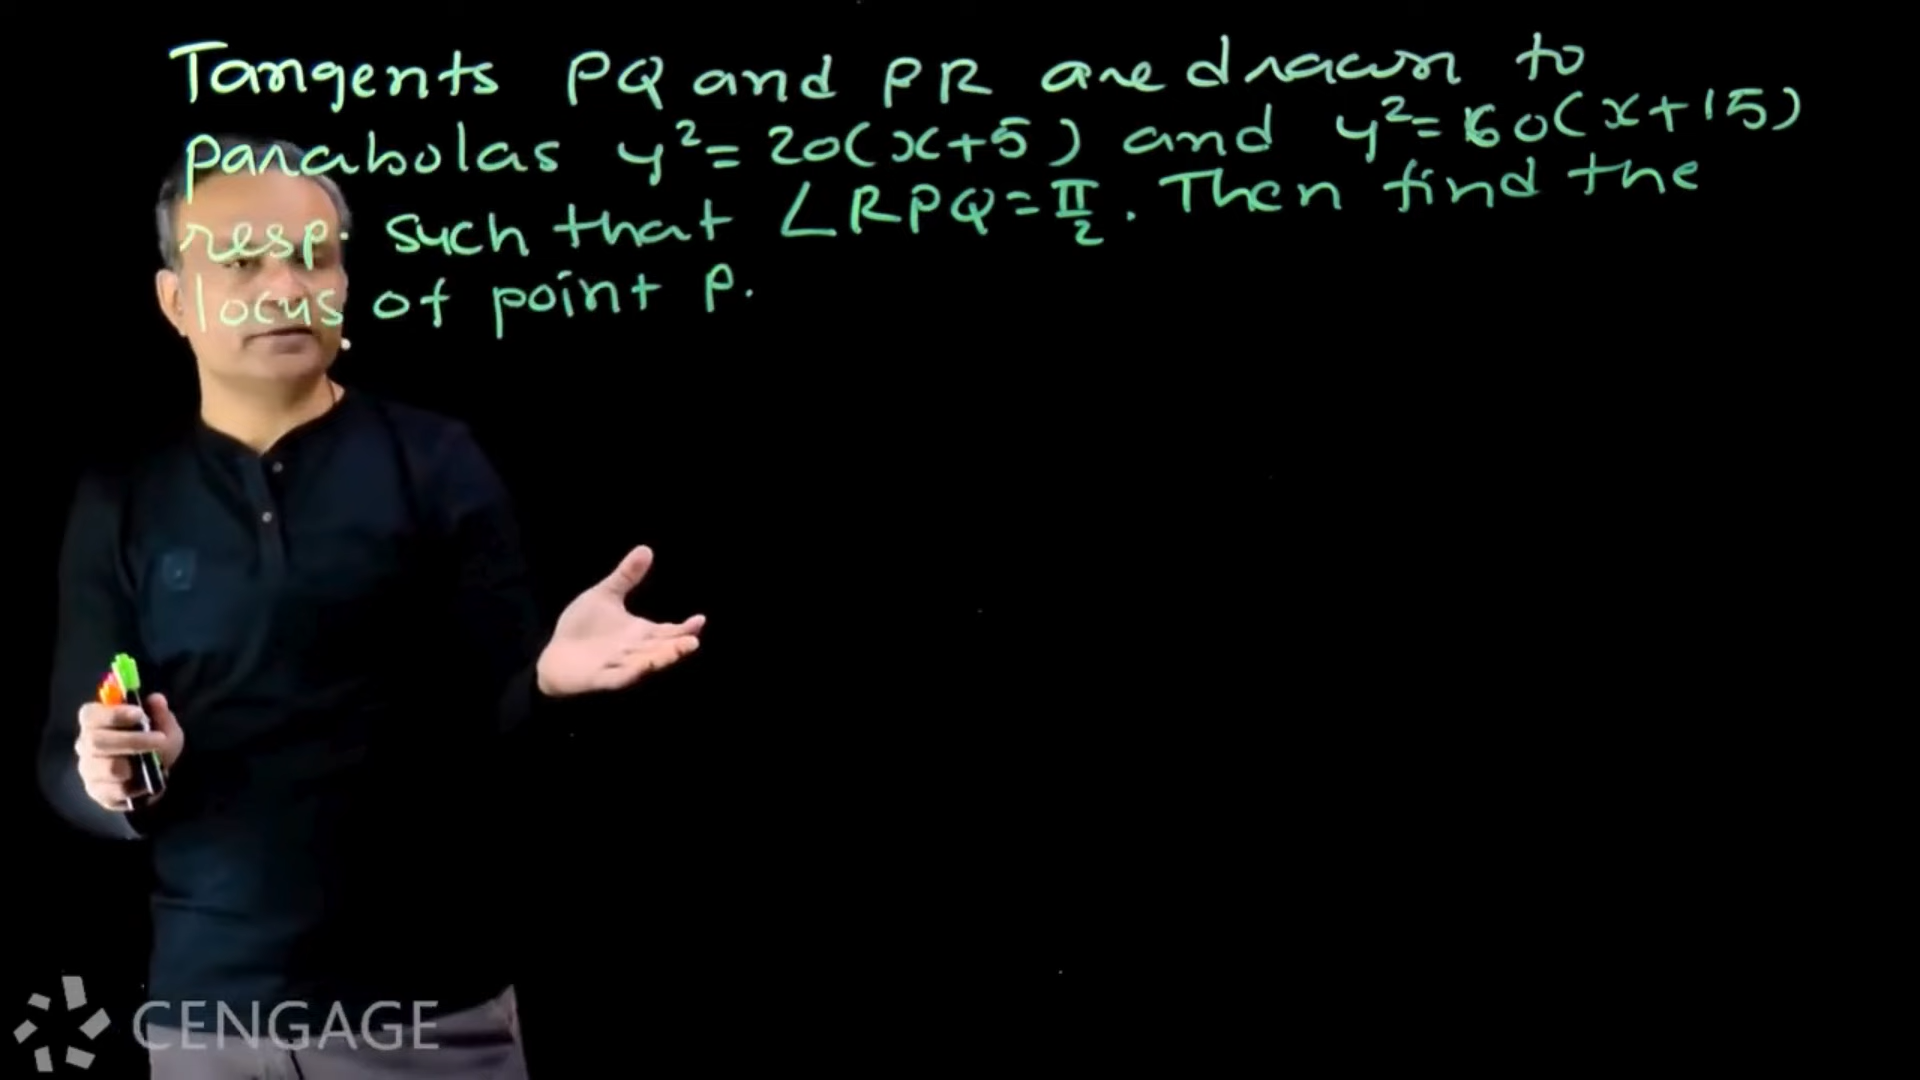 Tangents PQ and PR are drawn to
parabolas y² = 20(x+5) and y² = 60(x+15)
resp. such that ∠RPQ = π/2. Then find the
locus of point P.
CENGAGE